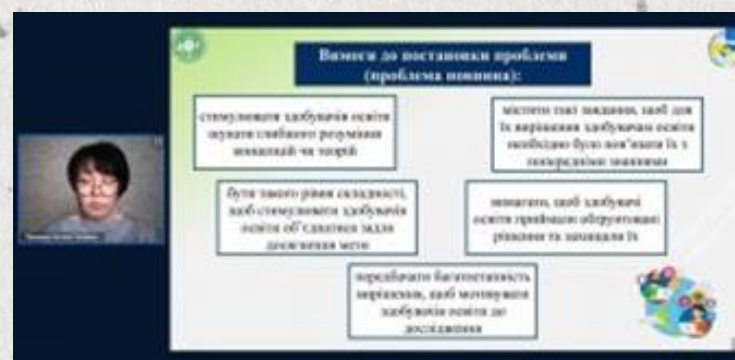 Вимоги до постановки проблеми
(проблема повинна):
стимулювати здобувачів освіти
шукати глибшого розуміння
концепцій чи теорій
містити такі завдання, щоб для
їх вирішення здобувачам освіти
необхідно було пов'язати їх з
попередніми знаннями
бути такого рівня складності,
щоб стимулювати здобувачів
освіти об'єднатися задля
досягнення мети
вимагати, щоб здобувачі
освіти приймали обґрунтовані
рішення та захищали їх
передбачати багатоетапність
вирішення, щоб мотивувати
здобувачів освіти до
дослідження